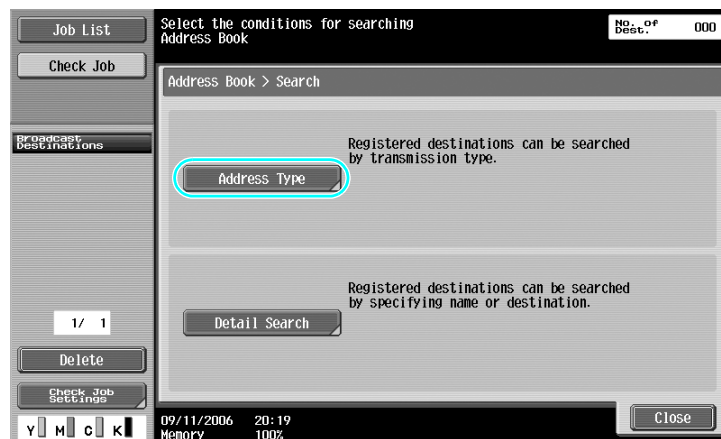 Job List
Check Job
Broadcast
Destinations
1/ 1
Delete
Check Job
Settings
Y M C K
Select the conditions for searching
Address Book
No. of
Dest.
000
Address Book > Search
Address Type
Registered destinations can be searched
by transmission type.
Detail Search
Registered destinations can be searched
by specifying name or destination.
09/11/2006 20:19
Memory 100%
Close